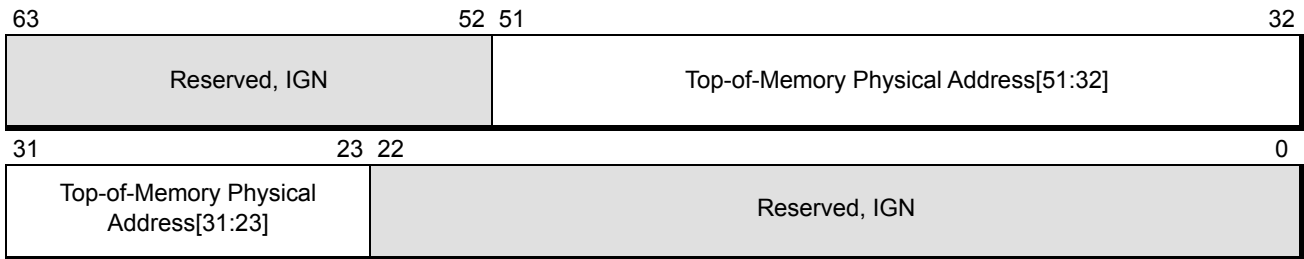 63 52 51 32
Reserved, IGN Top-of-Memory Physical Address[51:32]
31 23 22 0
Top-of-Memory Physical
Address[31:23]
Reserved, IGN